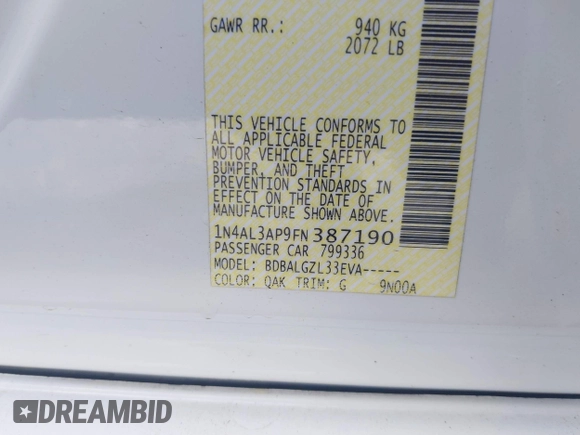 GAWR RR.: 940 KG
2072 LB
THIS VEHICLE CONFORMS TO
ALL APPLICABLE FEDERAL
MOTOR VEHICLE SAFETY,
BUMPER, AND THEFT
PREVENTION STANDARDS IN
EFFECT ON THE DATE OF
MANUFACTURE SHOWN ABOVE.
1N4AL3AP9FN387190
PASSENGER CAR 799336
MODEL: BDBALGZL33EVA-----
COLOR: QAK TRIM: G 9N00A
DREAMBID